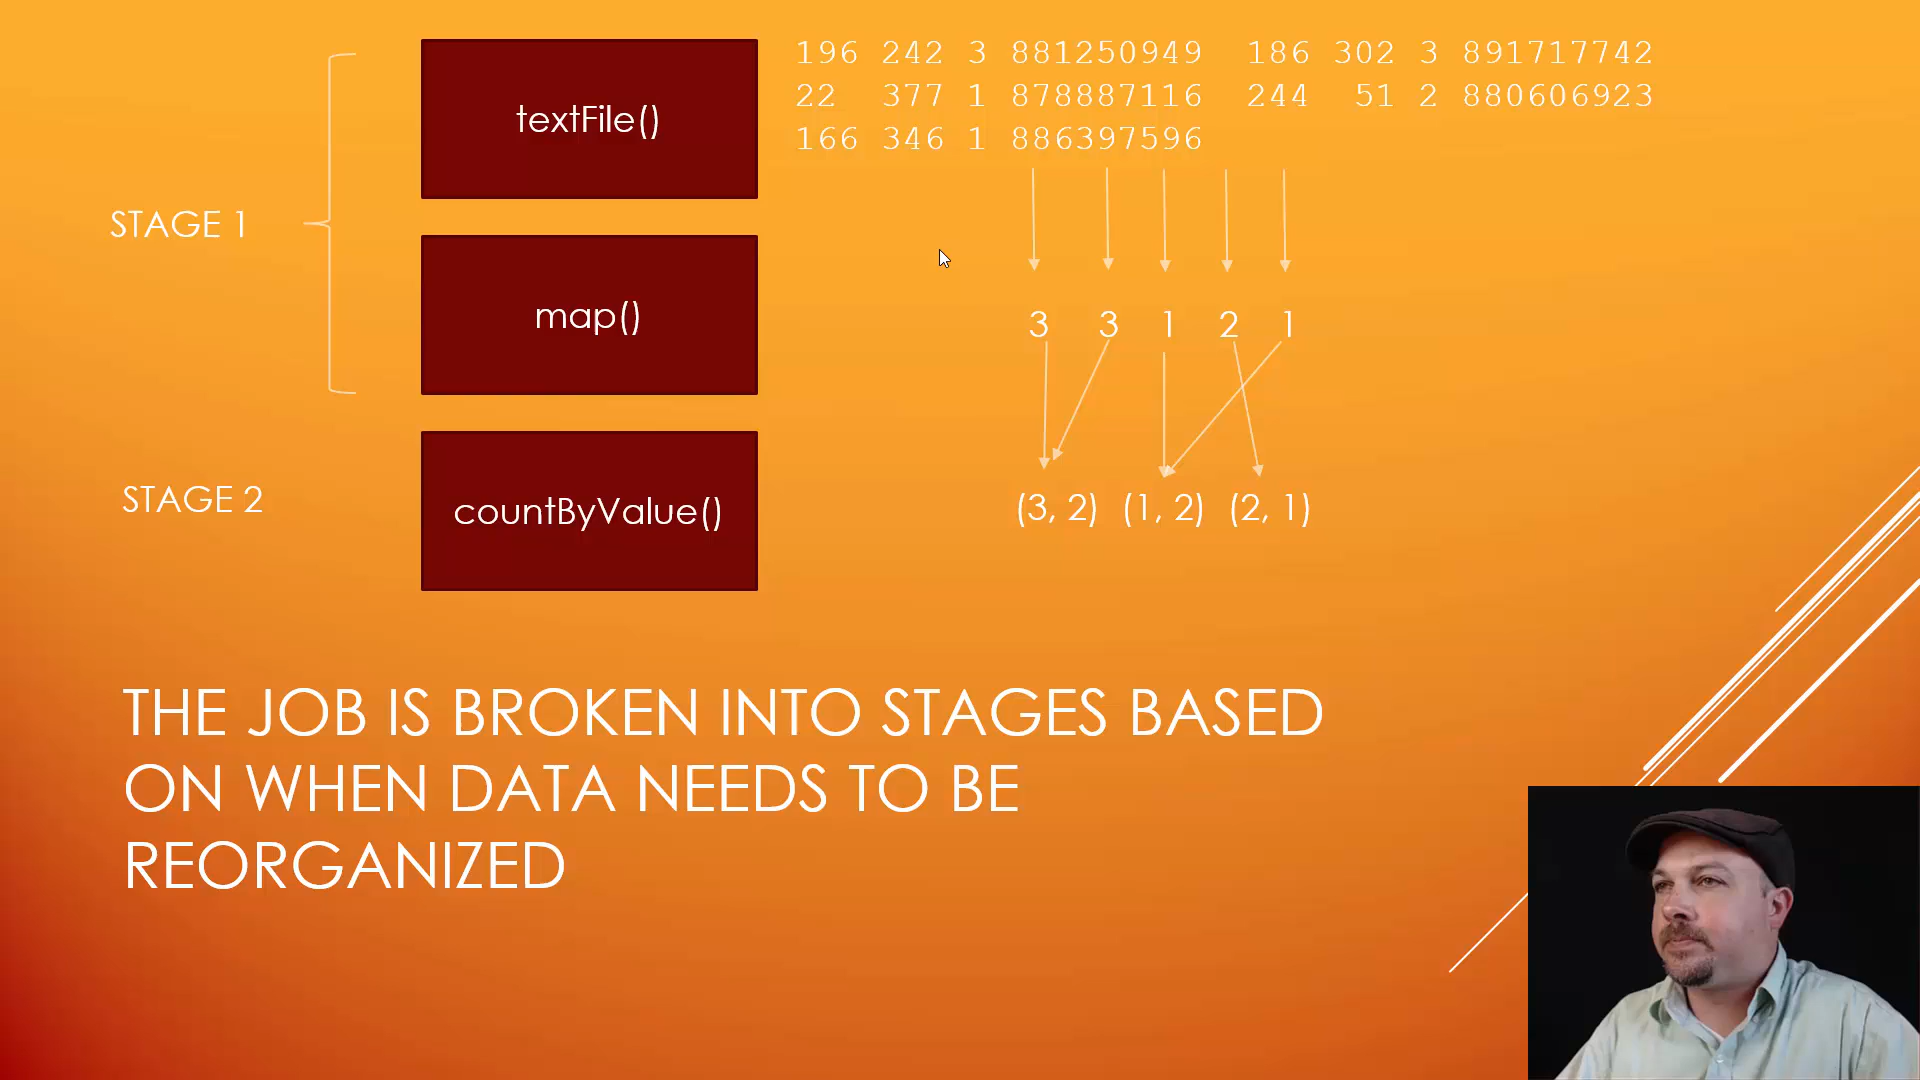 textFile()
196 242 3 881250949 186 302 3 891717742
22 377 1 878887116 244 51 2 880606923
166 346 1 886397596
STAGE 1
map()
3 3 1 2 1
STAGE 2
countByValue()
(3, 2) (1, 2) (2, 1)
THE JOB IS BROKEN INTO STAGES BASED
ON WHEN DATA NEEDS TO BE
REORGANIZED